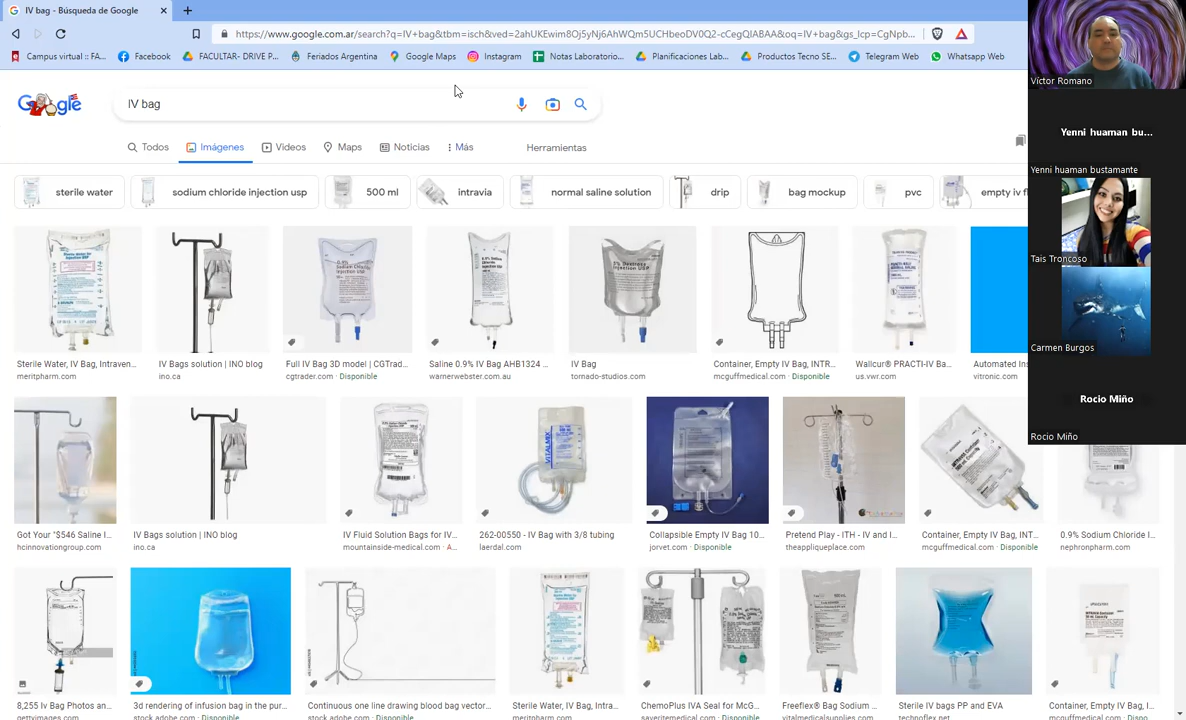 IV bag - Búsqueda de Google
https://www.google.com.ar/search?q=IV+bag&tbm=isch&ved=2ahUKEwim8Oj5yNj6AhWQm5UCHbeoDV0Q2-cCegQIABAA&oq=IV+bag&gs_lcp=CgNpb...
Campus virtual :: FA...
Facebook
FACULTAR- DRIVE P...
Feriados Argentina
Google Maps
Instagram
Notas Laboratorio...
Planificaciones Lab...
Productos Tecno SE...
Telegram Web
Whatsapp Web
IV bag
Todos
Imágenes
Videos
Maps
Noticias
Más
Herramientas
sterile water
sodium chloride injection usp
500 ml
intravia
normal saline solution
drip
bag mockup
pvc
empty iv fl
Sterile Water, IV Bag, Intraven...
meritpharm.com
IV Bags solution | INO blog
ino.ca
Full IV Bag 3D model | CGTrad...
cgtrader.com · Disponible
Saline 0.9% IV Bag AHB1324 ...
warnerwebster.com.au
IV Bag
tornado-studios.com
Container, Empty IV Bag, INTR...
mcguffmedical.com · Disponible
Wallcur® PRACTI-IV Ba...
us.vwr.com
Automated In
vitronic.com
Got Your "$546 Saline I...
hcinnovationgroup.com
IV Bags solution | INO blog
ino.ca
IV Fluid Solution Bags for IV...
mountainside-medical.com · A...
262-00550 - IV Bag with 3/8 tubing
laerdal.com
Collapsible Empty IV Bag 10...
jorvet.com · Disponible
Pretend Play - ITH - IV and I...
theappliqueplace.com
Container, Empty IV Bag, INT...
mcguffmedical.com · Disponible
0.9% Sodium Chloride I...
nephronpharm.com
8,255 Iv Bag Photos an...
gettyimages.com
3d rendering of infusion bag in the pur...
stock.adobe.com · Disponible
Continuous one line drawing blood bag vector...
stock.adobe.com · Disponible
Sterile Water, IV Bag, Intra...
meritpharm.com
ChemoPlus IVA Seal for McG...
saveritemedical.com · Disponible
Freeflex® Bag Sodium ...
vitalmedicalsupplies.com
Sterile IV bags PP and EVA
technoflex.net
Container, Empty IV Bag, I...
mcguffmedical.com · Disponible
Víctor Romano
Yenni huaman bu...
Yenni huaman bustamante
Tais Troncoso
Carmen Burgos
Rocio Miño
Rocio Miño